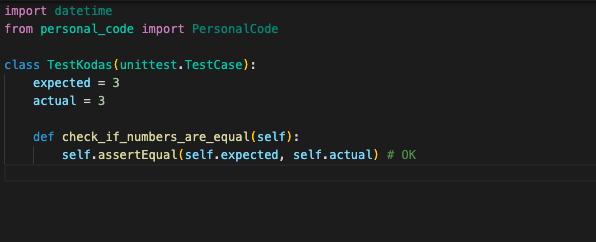 import datetime
from personal_code import PersonalCode
class TestKodas(unittest.TestCase):
    expected = 3
    actual = 3
    def check_if_numbers_are_equal(self):
        self.assertEqual(self.expected, self.actual) # OK